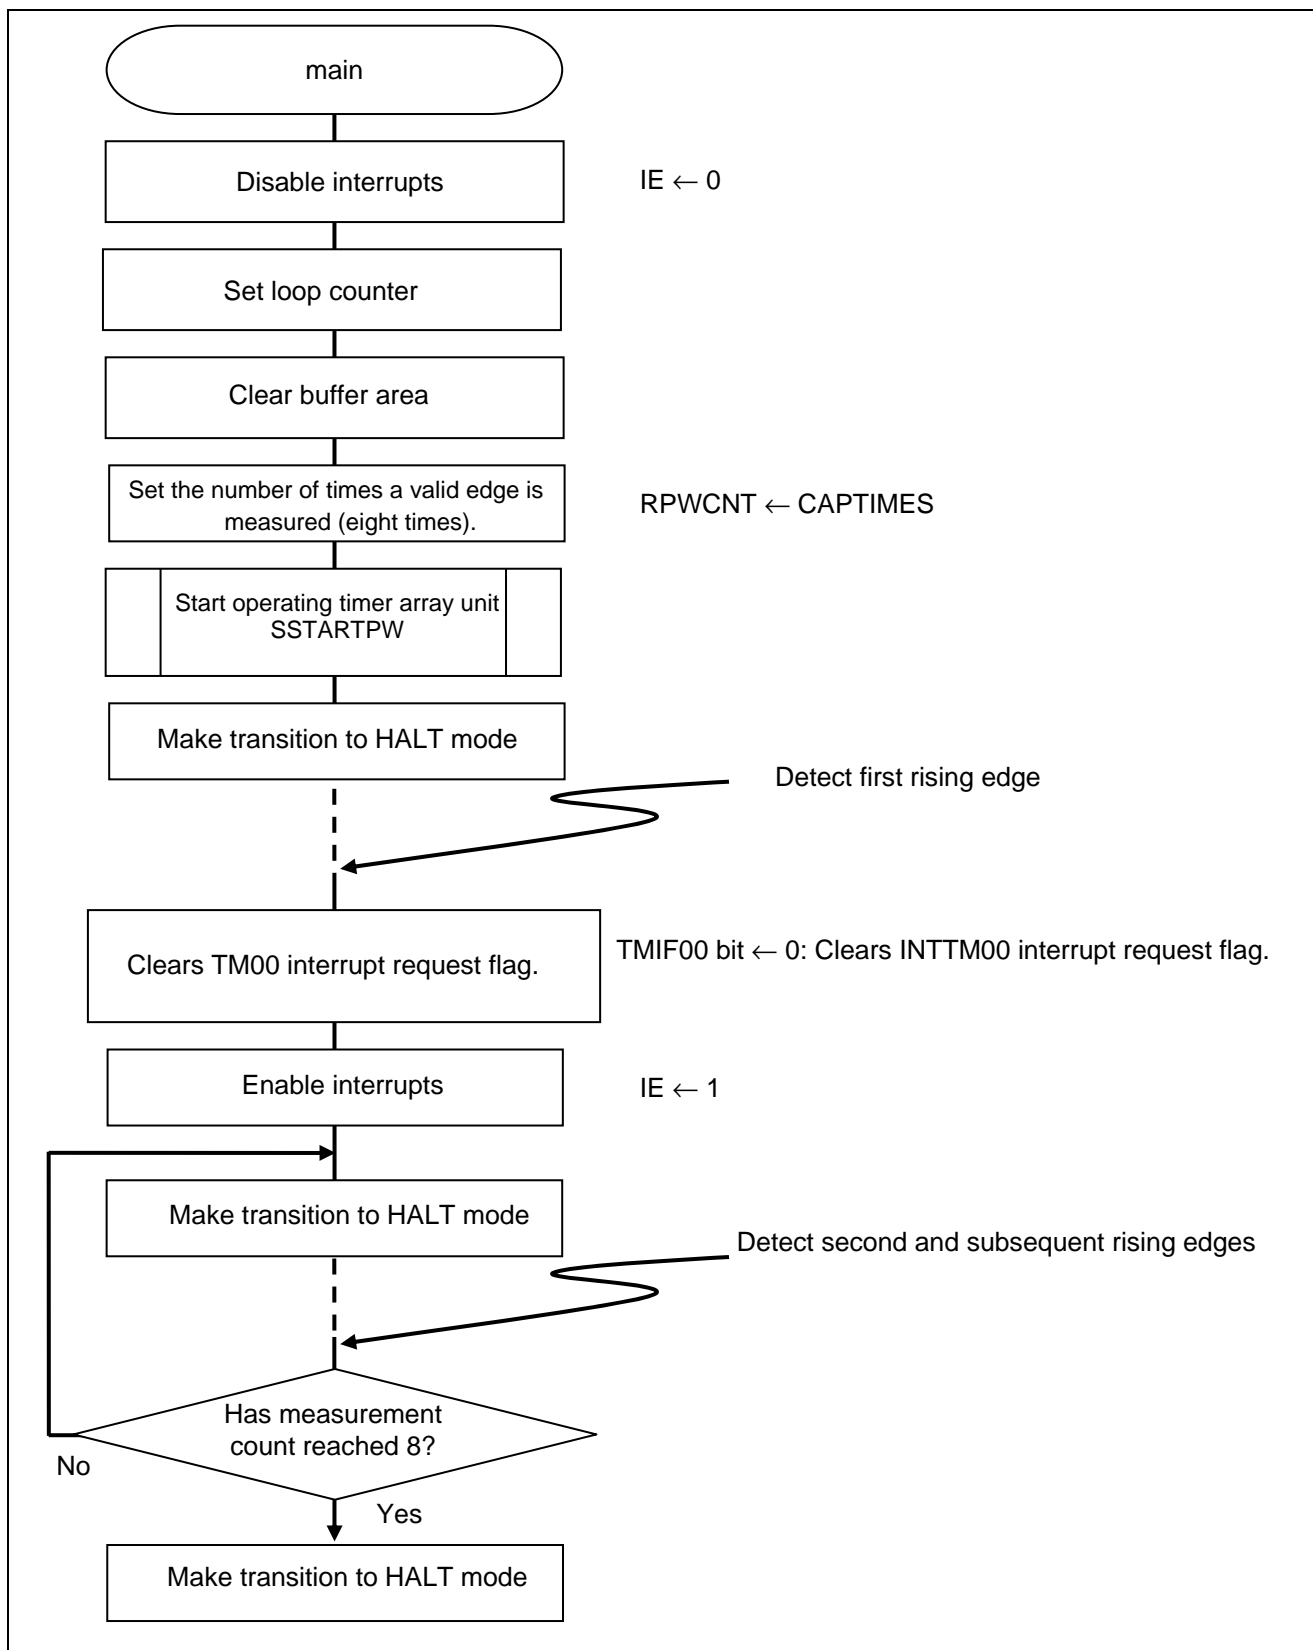 main
Disable interrupts
IE ← 0
Set loop counter
Clear buffer area
Set the number of times a valid edge is
measured (eight times).
RPWCNT ← CAPTIMES
Start operating timer array unit
SSTARTPW
Make transition to HALT mode
Detect first rising edge
Clears TM00 interrupt request flag.
TMIF00 bit ← 0: Clears INTTM00 interrupt request flag.
Enable interrupts
IE ← 1
Make transition to HALT mode
Detect second and subsequent rising edges
Has measurement
count reached 8?
No
Yes
Make transition to HALT mode